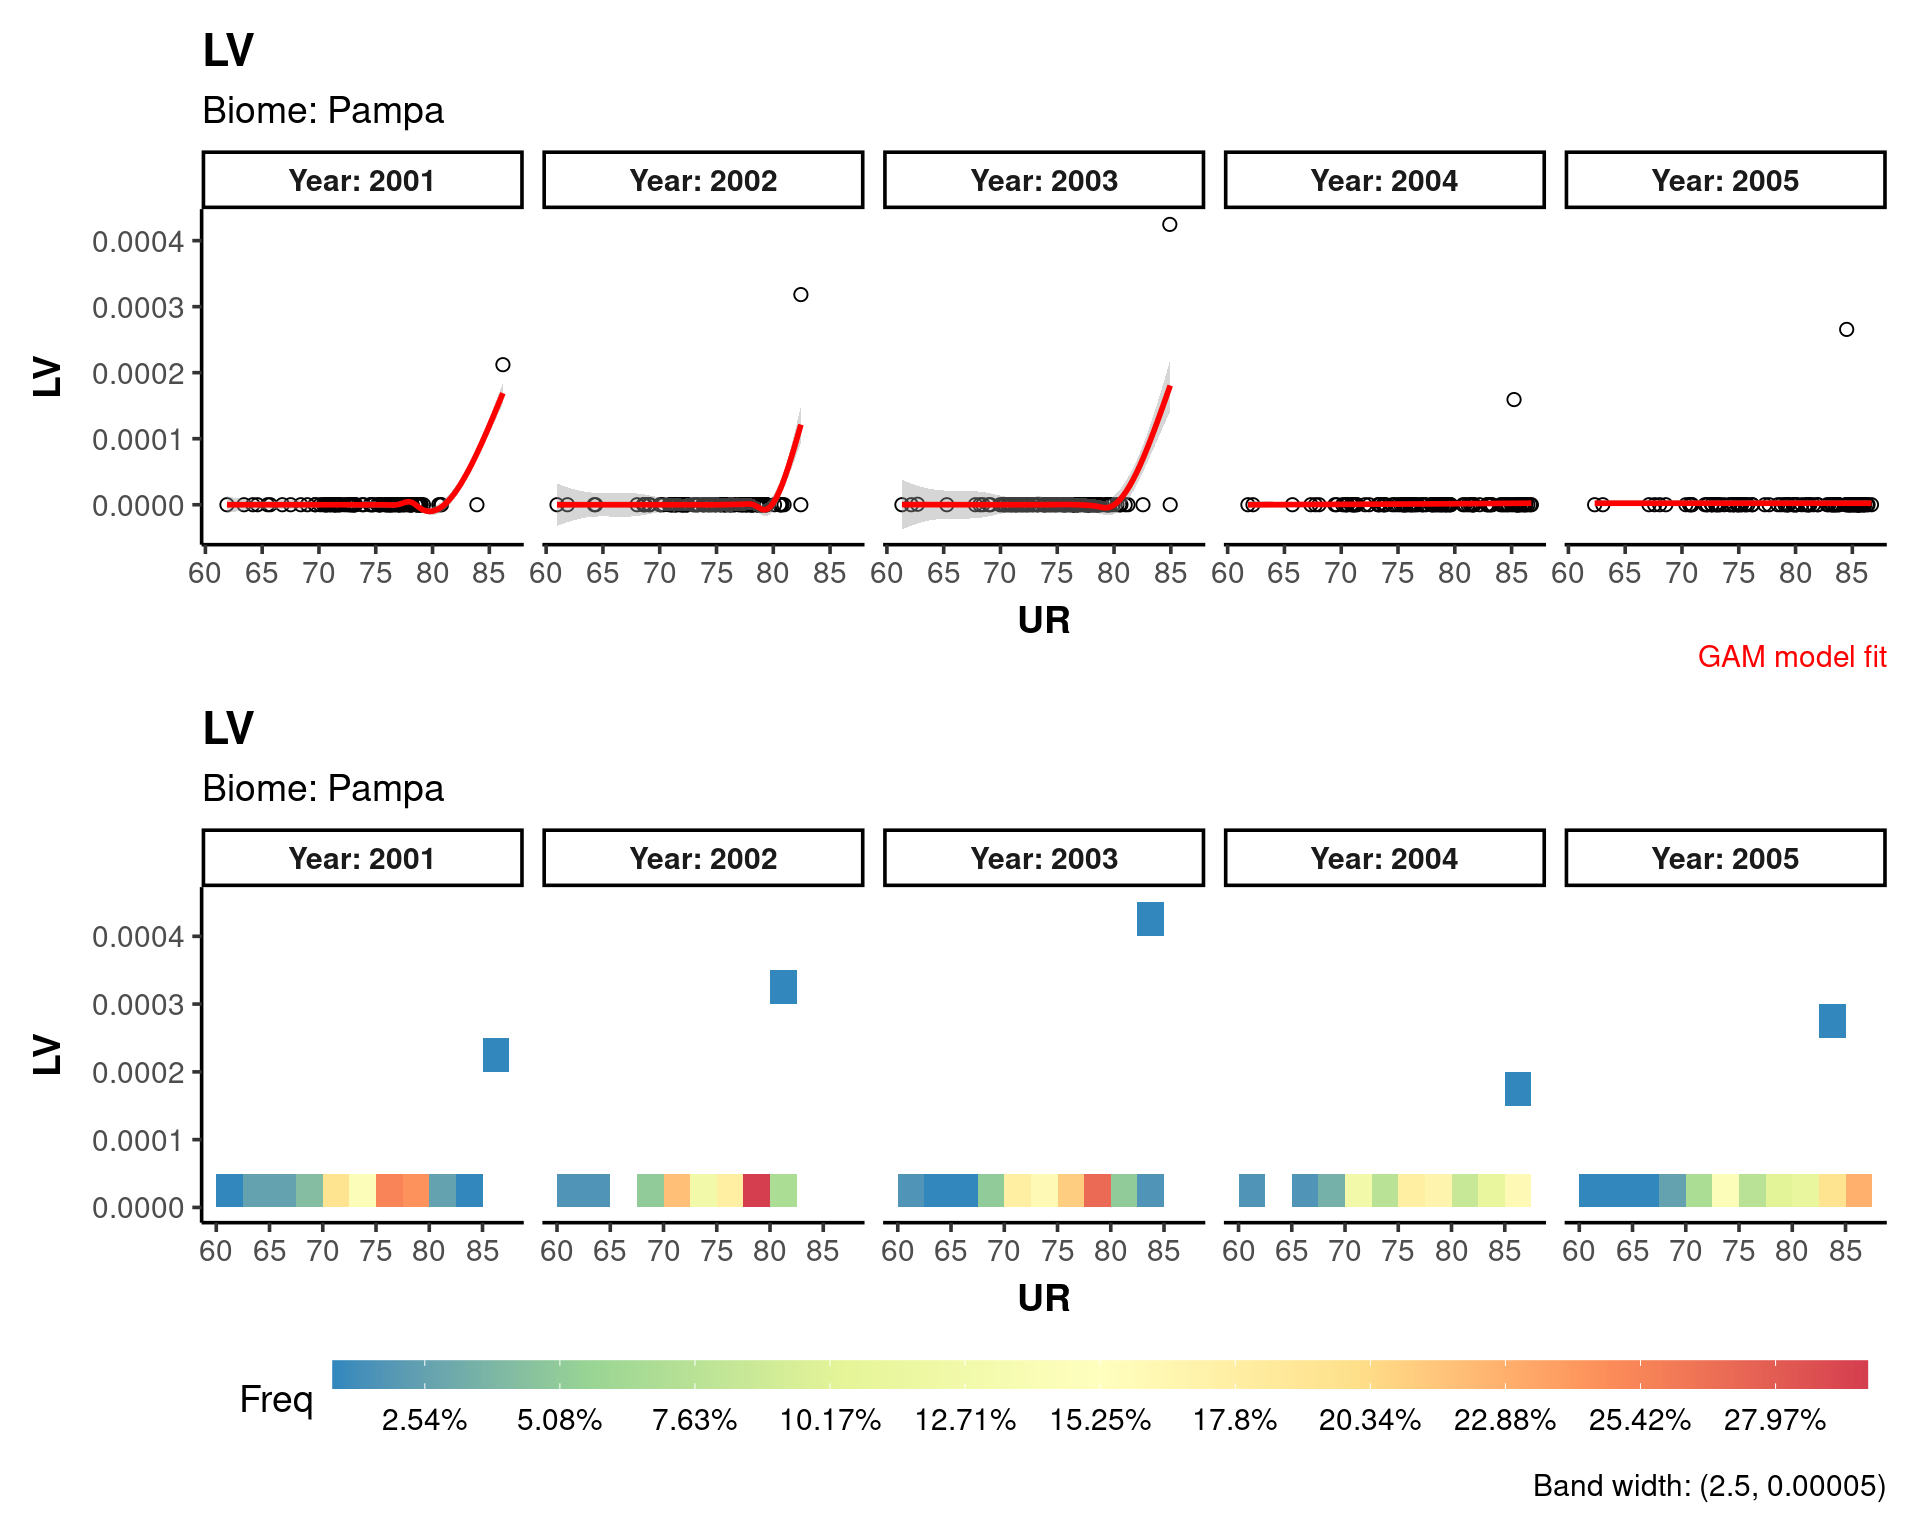 LV
Biome: Pampa
Year: 2001 Year: 2002 Year: 2003 Year: 2004 Year: 2005
0.0004
0.0003
0.0002
0.0001
0.0000
LV
60 65 70 75 80 85 60 65 70 75 80 85 60 65 70 75 80 85 60 65 70 75 80 85 60 65 70 75 80 85
UR
GAM model fit
LV
Biome: Pampa
Year: 2001 Year: 2002 Year: 2003 Year: 2004 Year: 2005
0.0004
0.0003
0.0002
0.0001
0.0000
LV
60 65 70 75 80 85 60 65 70 75 80 85 60 65 70 75 80 85 60 65 70 75 80 85 60 65 70 75 80 85
UR
Freq
2.54% 5.08% 7.63% 10.17% 12.71% 15.25% 17.8% 20.34% 22.88% 25.42% 27.97%
Band width: (2.5, 0.00005)